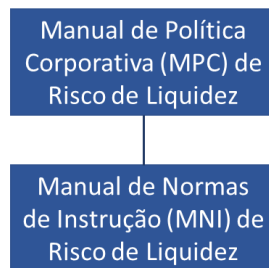 Manual de Política
Corporativa (MPC) de
Risco de Liquidez
Manual de Normas
de Instrução (MNI) de
Risco de Liquidez